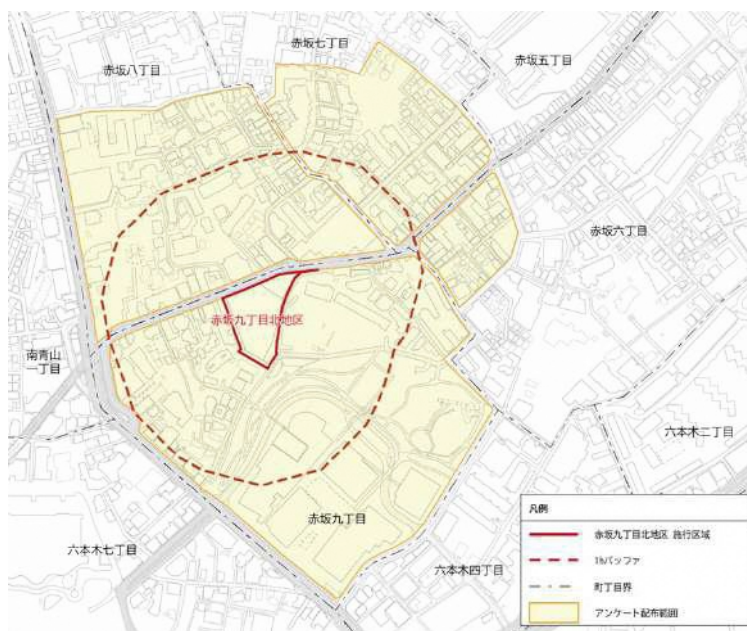 赤坂七丁目
赤坂五丁目
赤坂八丁目
赤坂六丁目
赤坂九丁目北地区
南青山
一丁目
六本木二丁目
赤坂九丁目
六本木七丁目
六本木四丁目
凡例
赤坂九丁目北地区 施行区域
1hバッファ
町丁目界
アンケート配布範囲